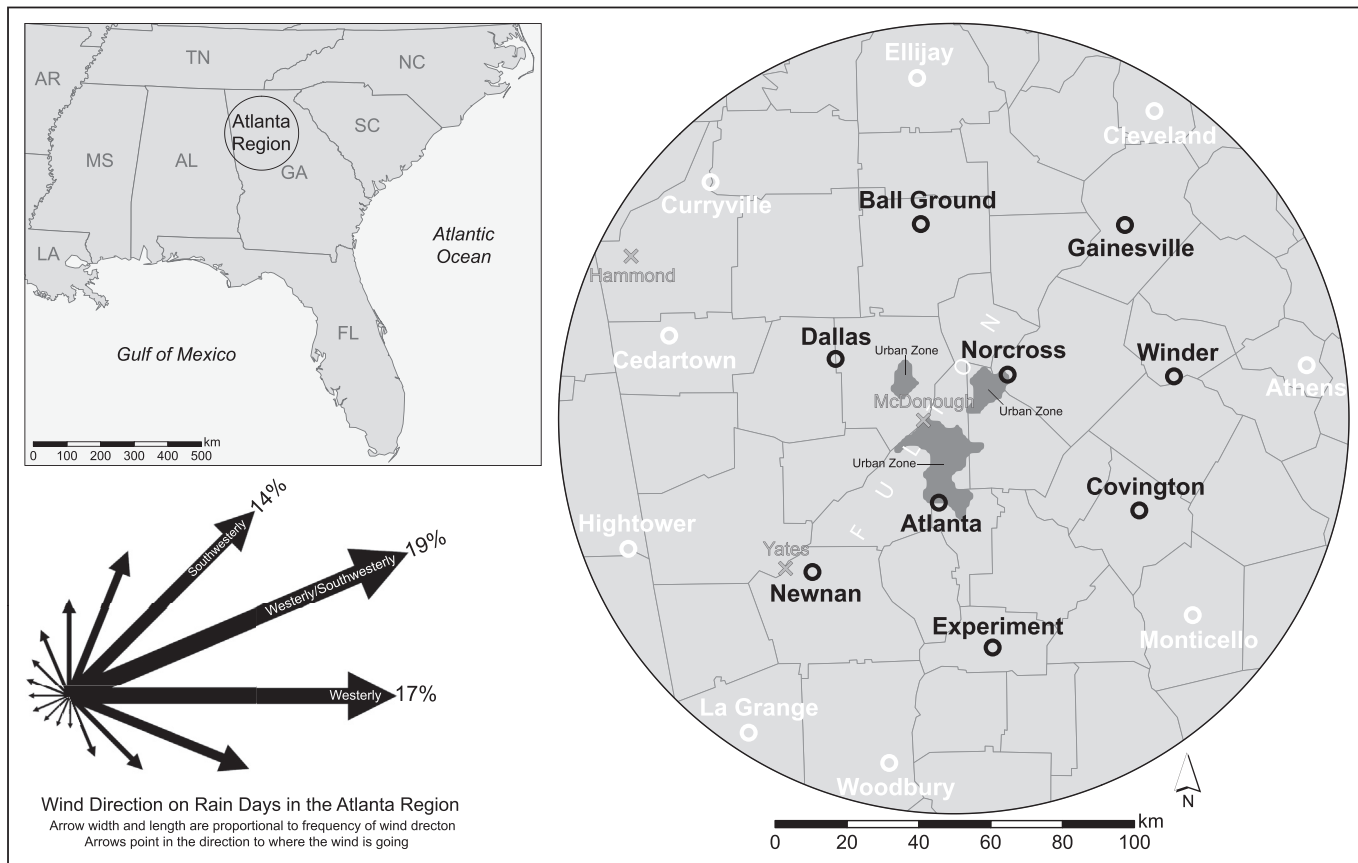 TN
NC
AR
Atlanta
Region
SC
MS
AL
GA
LA
Atlantic
Ocean
FL
Gulf of Mexico
km
0 100 200 300 400 500
14%
Southwesterly
19%
Westerly/Southwesterly
Westerly
17%
Wind Direction on Rain Days in the Atlanta Region
Arrow width and length are proportional to frequency of wind drecton
Arrows point in the direction to where the wind is going
Ellijay
Cleveland
Curryville
Ball Ground
Gainesville
Hammond
Dallas
Urban Zone
Norcross
Winder
Cedartown
Athens
McDonough
Urban Zone
FULTON
Urban Zone
Covington
Atlanta
Hightower
Yates
Newnan
Experiment
Monticello
La Grange
Woodbury
N
km
0 20 40 60 80 100